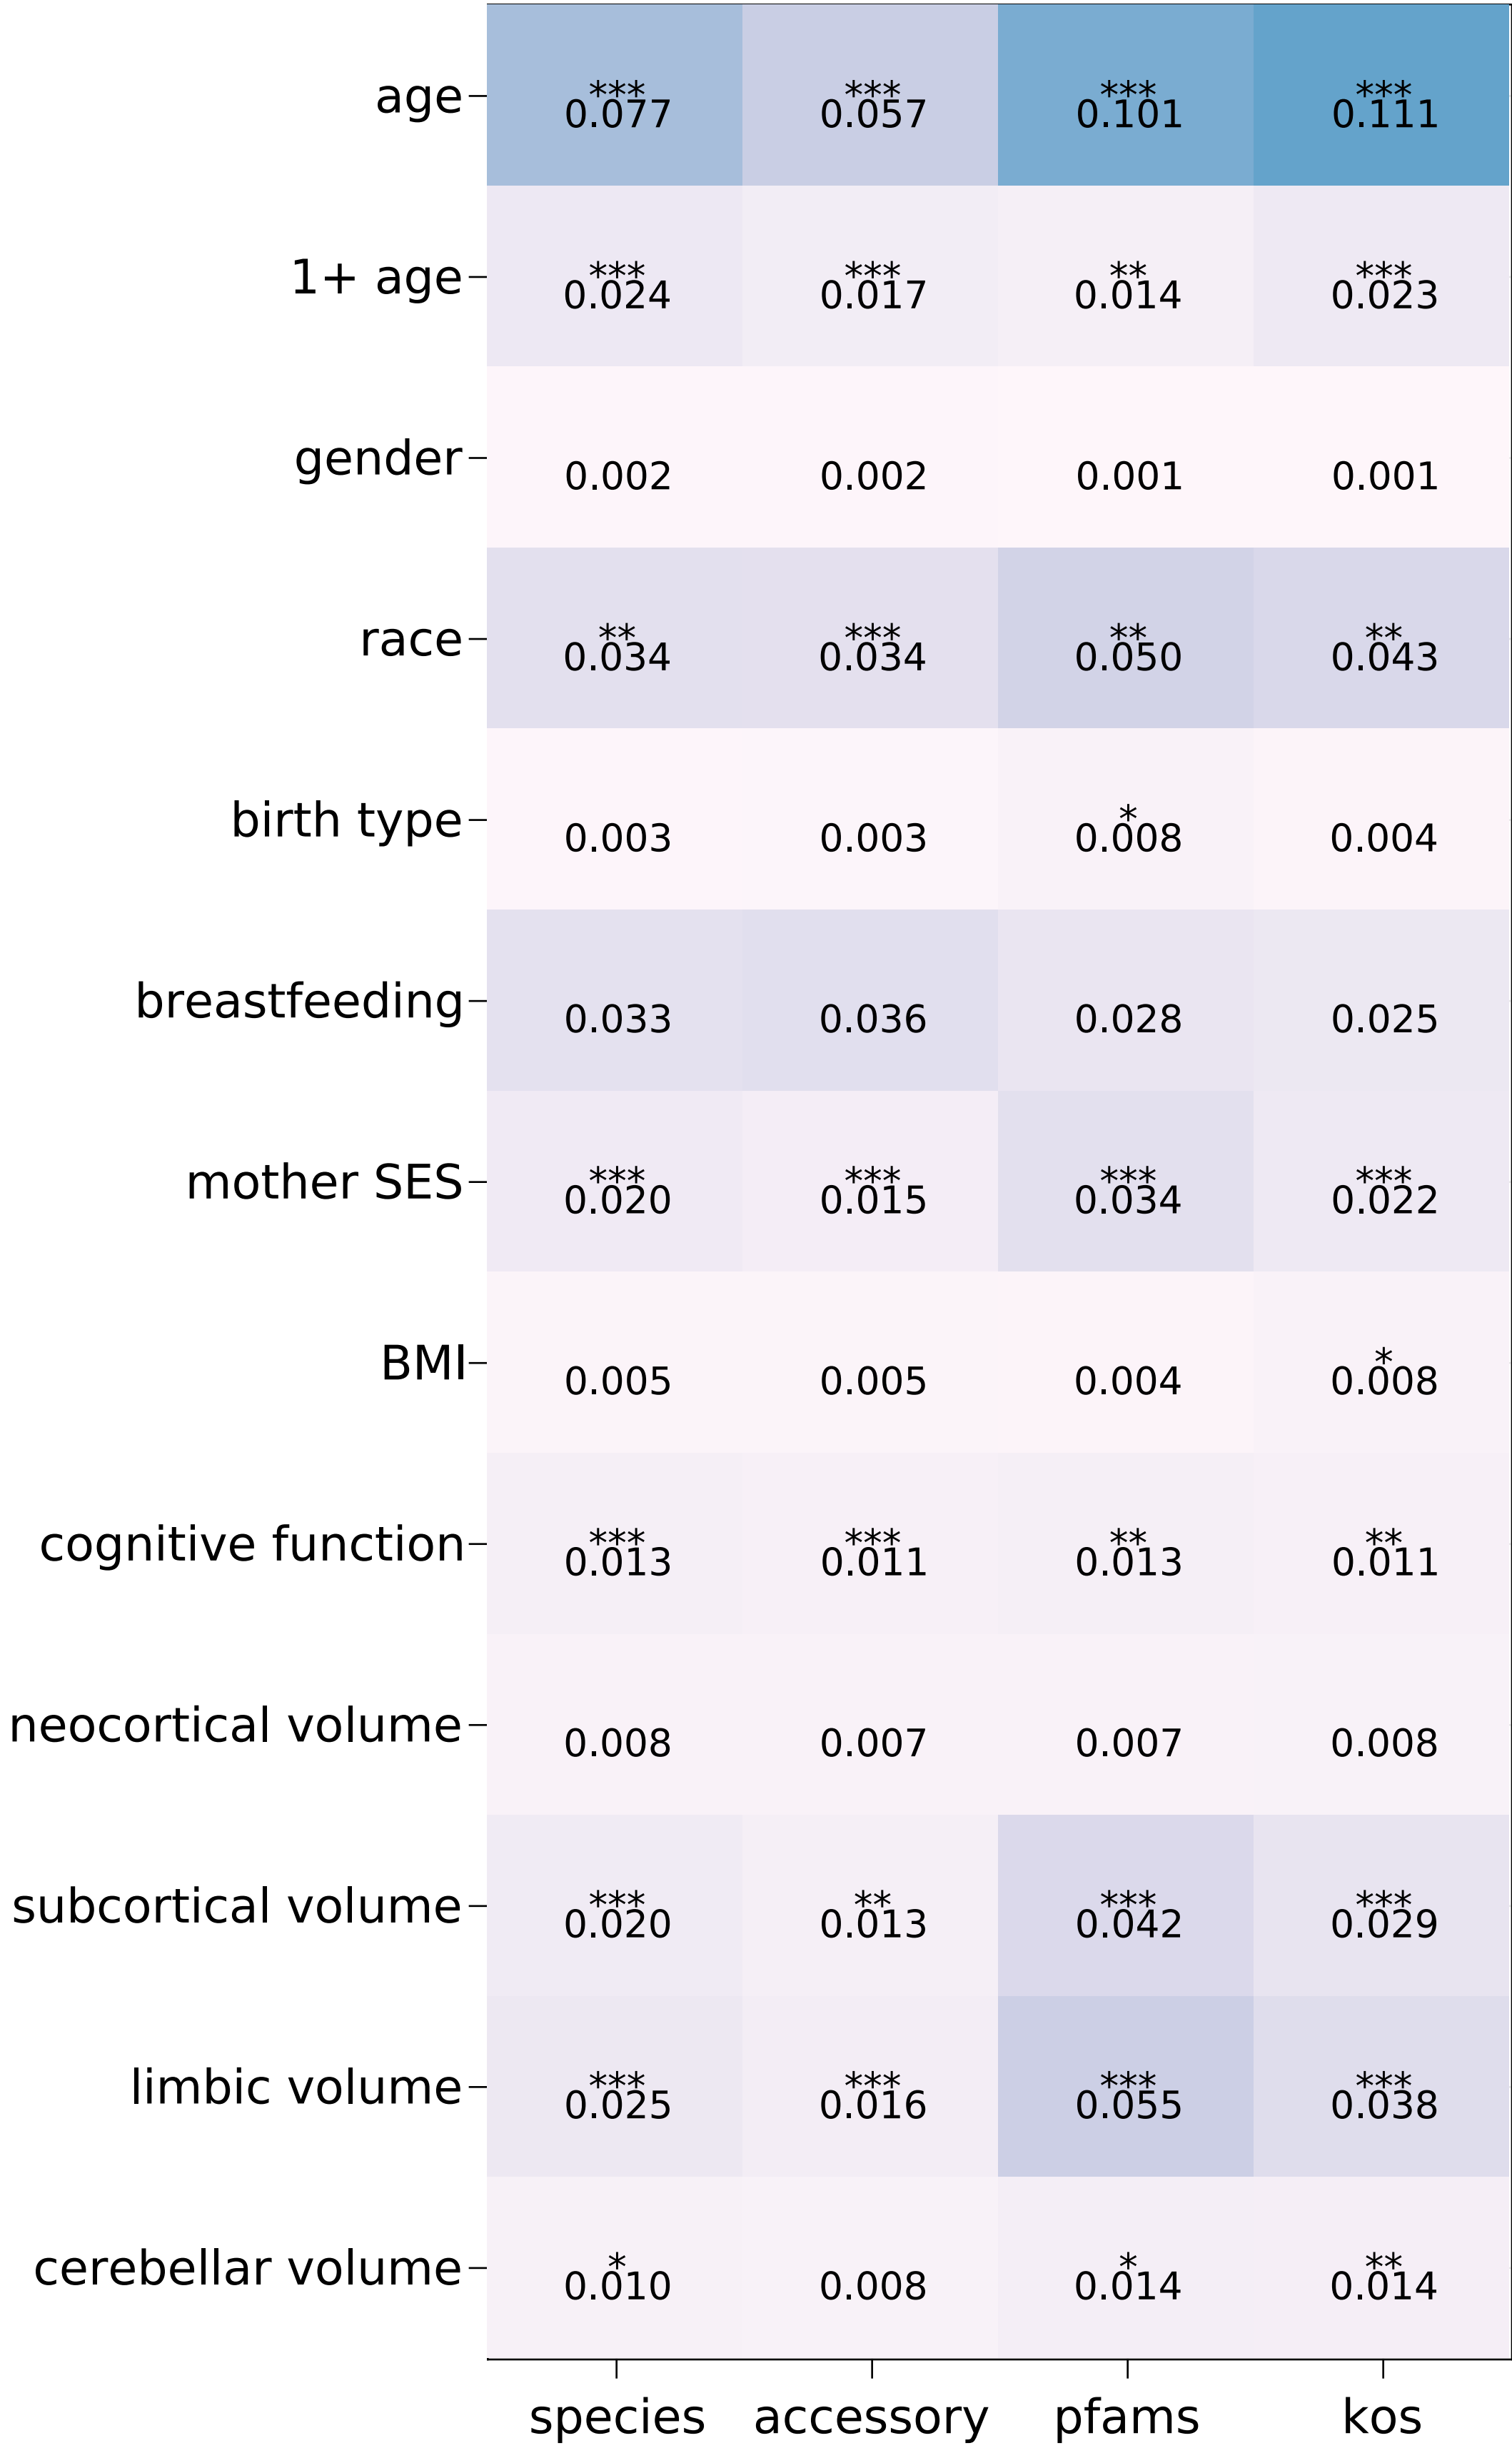 *** *** *** ***
age 0.077 0.057 0.101 0.111
*** *** ** ***
1+ age 0.024 0.017 0.014 0.023
gender 0.002 0.002 0.001 0.001
** *** ** **
race 0.034 0.034 0.050 0.043
*
birth type 0.003 0.003 0.008 0.004
breastfeeding 0.033 0.036 0.028 0.025
*** *** *** ***
mother SES 0.020 0.015 0.034 0.022
*
BMI 0.005 0.005 0.004 0.008
*** *** ** **
cognitive function 0.013 0.011 0.013 0.011
neocortical volume 0.008 0.007 0.007 0.008
*** ** *** ***
subcortical volume 0.020 0.013 0.042 0.029
*** *** *** ***
limbic volume 0.025 0.016 0.055 0.038
* * **
cerebellar volume 0.010 0.008 0.014 0.014
species accessory pfams kos